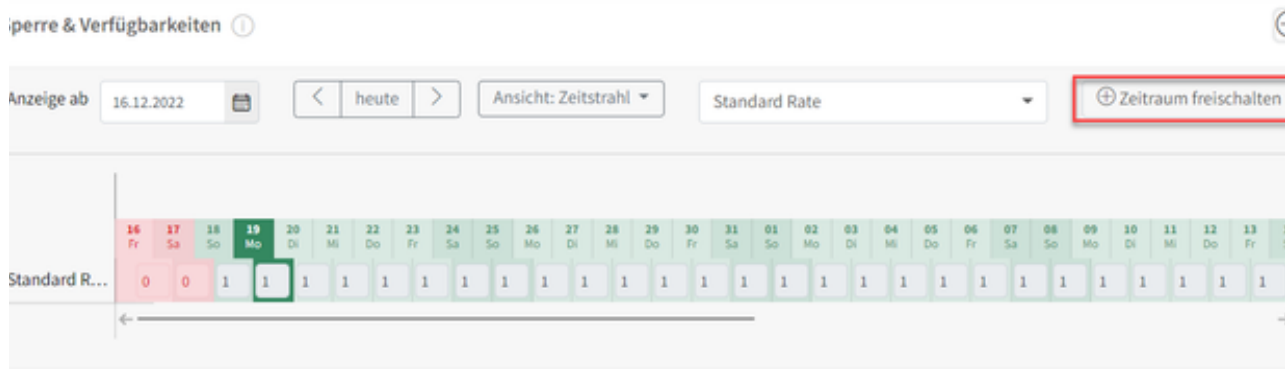 perre & Verfügbarkeiten
Anzeige ab 16.12.2022 heute Ansicht: Zeitstrahl Standard Rate Zeitraum freischalten
16 17 18 19 20 21 22 23 24 25 26 27 28 29 30 31 01 02 03 04 05 06 07 08 09 10 11 12 13
Fr Sa So Mo Di Mi Do Fr Sa So Mo Di Mi Do Fr Sa So Mo Di Mi Do Fr Sa So Mo Di Mi Do Fr
Standard R... 0 0 1 1 1 1 1 1 1 1 1 1 1 1 1 1 1 1 1 1 1 1 1 1 1 1 1 1 1